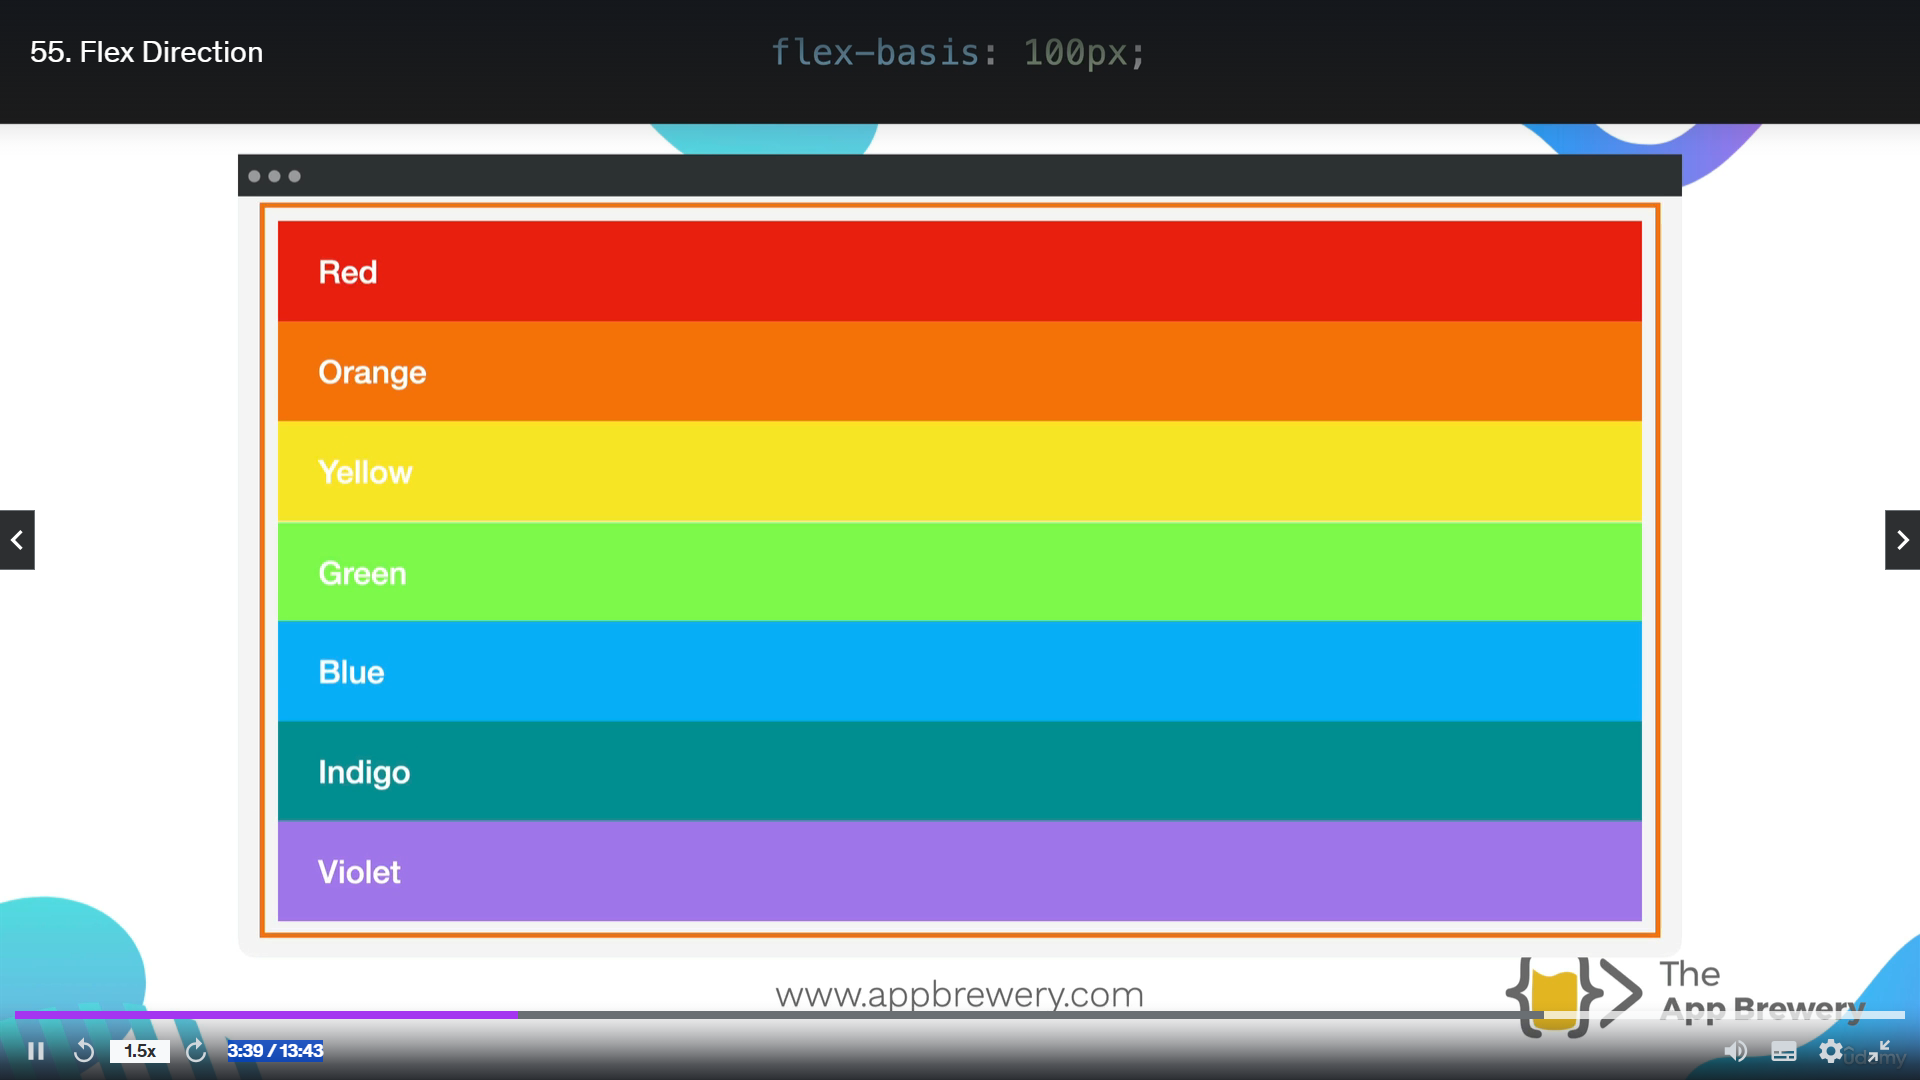 55. Flex Direction
flex-basis: 100px;
Red
Orange
Yellow
Green
Blue
Indigo
Violet
www.appbrewery.com
The
App Brewery
1.5x
3:39 / 13:43
ûdemy